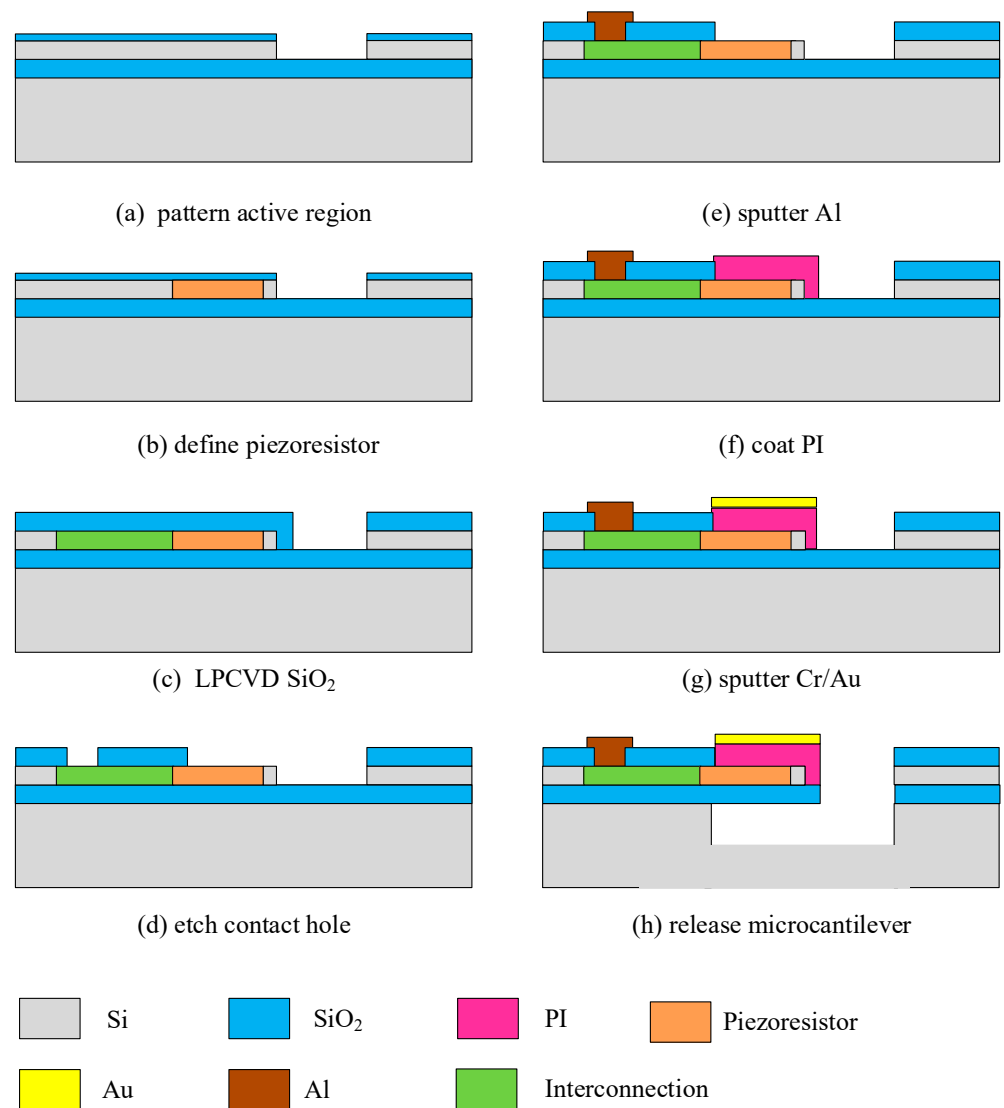 (a) pattern active region
(e) sputter Al
(b) define piezoresistor
(f) coat PI
(c) LPCVD SiO₂
(g) sputter Cr/Au
(d) etch contact hole
(h) release microcantilever
Si
SiO₂
PI
Piezoresistor
Au
Al
Interconnection